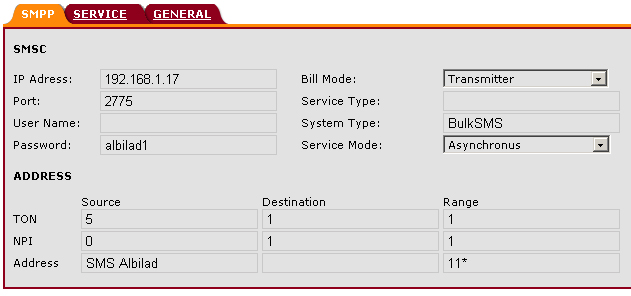 SMPP SERVICE GENERAL
SMSC
IP Adress: 192.168.1.17 Bill Mode: Transmitter
Port: 2775 Service Type:
User Name: System Type: BulkSMS
Password: albilad1 Service Mode: Asynchronus
ADDRESS
Source Destination Range
TON 5 1 1
NPI 0 1 1
Address SMS Albilad 11*